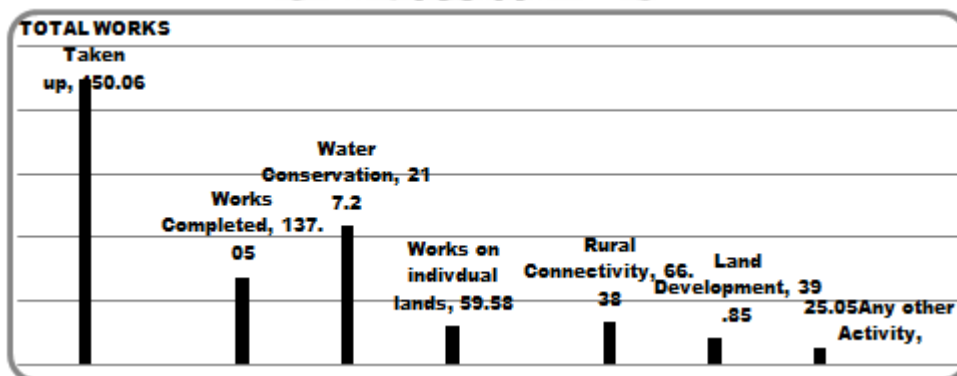 TOTAL WORKS
Taken
up, 450.06
Works
Completed, 137.
05
Water
Conservation, 21
7.2
Works on
indivdual
lands, 59.58
Rural
Connectivity, 66.
38
Land
Development, 39
.85
25.05Any other
Activity,